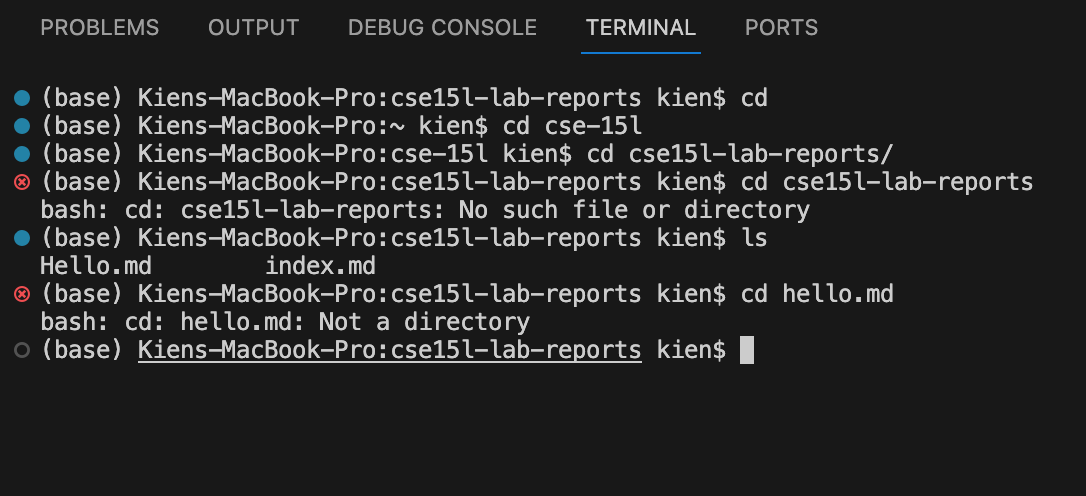 PROBLEMS OUTPUT DEBUG CONSOLE TERMINAL PORTS
(base) Kiens-MacBook-Pro:cse15l-lab-reports kien$ cd
(base) Kiens-MacBook-Pro:~ kien$ cd cse-15l
(base) Kiens-MacBook-Pro:cse-15l kien$ cd cse15l-lab-reports/
(base) Kiens-MacBook-Pro:cse15l-lab-reports kien$ cd cse15l-lab-reports
bash: cd: cse15l-lab-reports: No such file or directory
(base) Kiens-MacBook-Pro:cse15l-lab-reports kien$ ls
Hello.md index.md
(base) Kiens-MacBook-Pro:cse15l-lab-reports kien$ cd hello.md
bash: cd: hello.md: Not a directory
(base) Kiens-MacBook-Pro:cse15l-lab-reports kien$